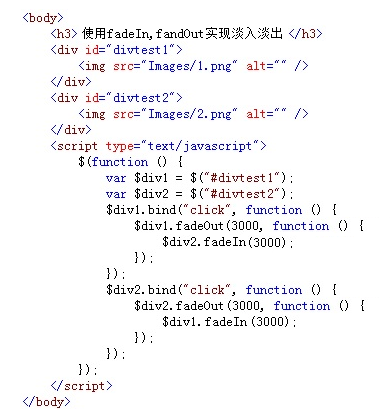 <body>
<h3> 使用fadeIn,fandOut实现淡入淡出 </h3>
<div id="divtest1">
<img src="Images/1.png" alt="" />
</div>
<div id="divtest2">
<img src="Images/2.png" alt="" />
</div>
<script type="text/javascript">
$(function () {
var $div1 = $("#divtest1");
var $div2 = $("#divtest2");
$div1.bind("click", function () {
$div1.fadeOut(3000, function () {
$div2.fadeIn(3000);
});
});
$div2.bind("click", function () {
$div2.fadeOut(3000, function () {
$div1.fadeIn(3000);
});
});
});
</script>
</body>